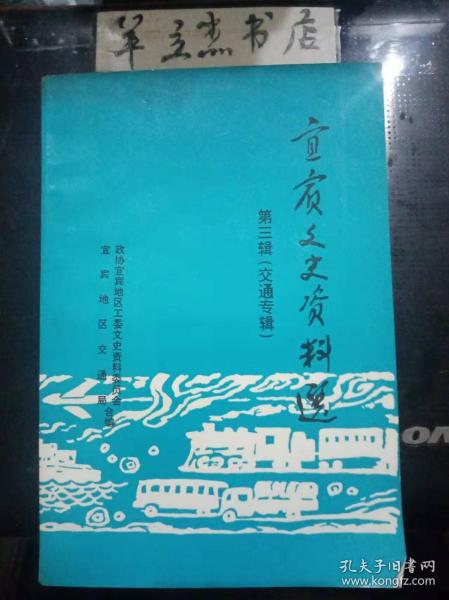 羊立杰书店
宜宾文史资料选
第三辑(交通专辑)
政协宜宾地区工委文史资料委员会
宜宾地区交通局合编
孔夫子旧书网
www.kongfz.com